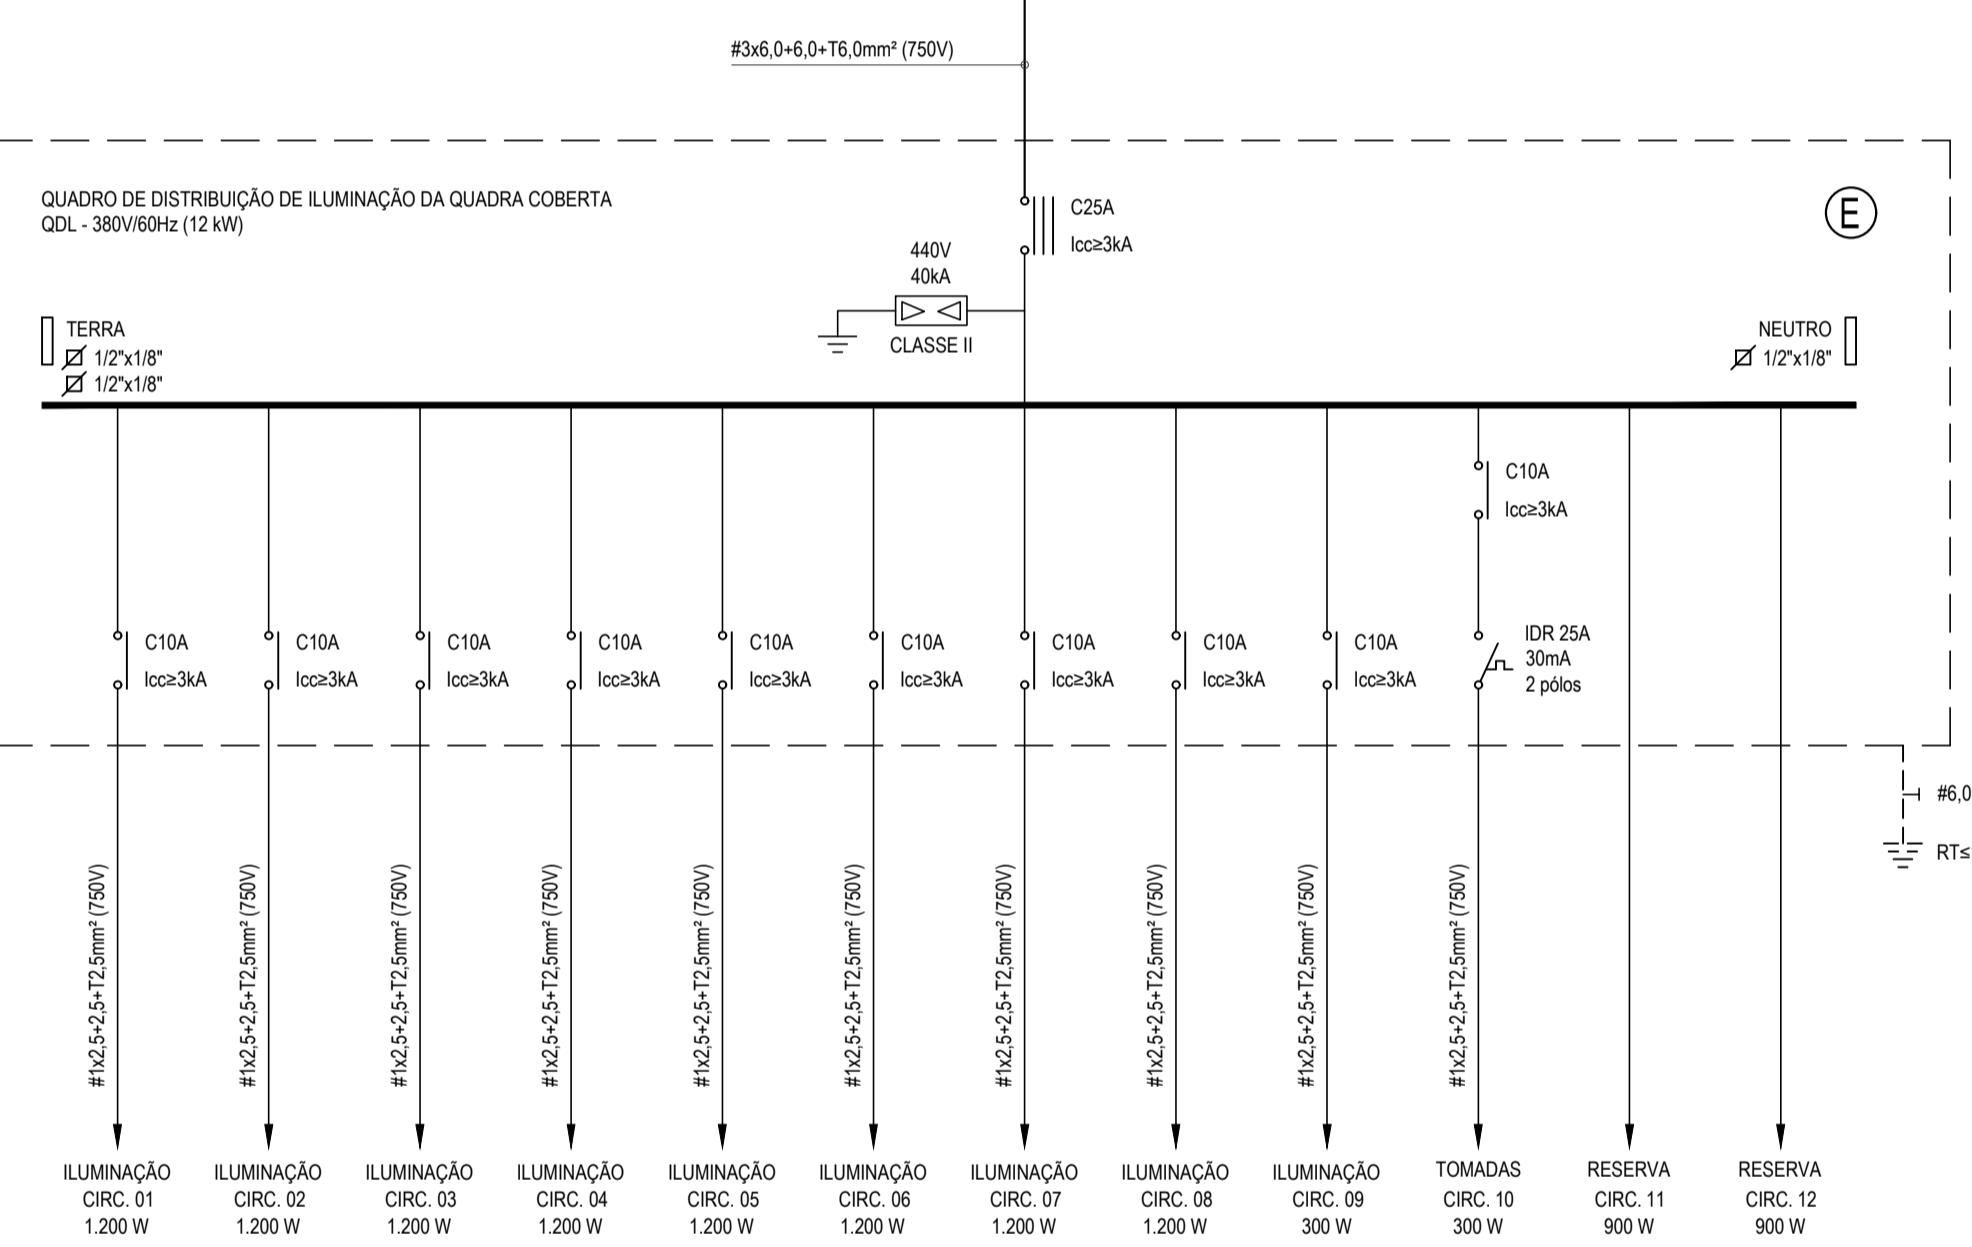 #3x6,0+6,0+T6,0mm² (750V)
QUADRO DE DISTRIBUIÇÃO DE ILUMINAÇÃO DA QUADRA COBERTA
QDL - 380V/60Hz (12 kW)
C25A
Icc≥3kA
E
440V
40kA
CLASSE II
TERRA
1/2"x1/8"
1/2"x1/8"
NEUTRO
1/2"x1/8"
C10A
Icc≥3kA
C10A
Icc≥3kA
C10A
Icc≥3kA
C10A
Icc≥3kA
C10A
Icc≥3kA
C10A
Icc≥3kA
C10A
Icc≥3kA
C10A
Icc≥3kA
C10A
Icc≥3kA
C10A
Icc≥3kA
IDR 25A
30mA
2 pólos
#6,0
RT≤
#1x2,5+2,5+T2,5mm² (750V)
#1x2,5+2,5+T2,5mm² (750V)
#1x2,5+2,5+T2,5mm² (750V)
#1x2,5+2,5+T2,5mm² (750V)
#1x2,5+2,5+T2,5mm² (750V)
#1x2,5+2,5+T2,5mm² (750V)
#1x2,5+2,5+T2,5mm² (750V)
#1x2,5+2,5+T2,5mm² (750V)
#1x2,5+2,5+T2,5mm² (750V)
#1x2,5+2,5+T2,5mm² (750V)
ILUMINAÇÃO
CIRC. 01
1.200 W
ILUMINAÇÃO
CIRC. 02
1.200 W
ILUMINAÇÃO
CIRC. 03
1.200 W
ILUMINAÇÃO
CIRC. 04
1.200 W
ILUMINAÇÃO
CIRC. 05
1.200 W
ILUMINAÇÃO
CIRC. 06
1.200 W
ILUMINAÇÃO
CIRC. 07
1.200 W
ILUMINAÇÃO
CIRC. 08
1.200 W
ILUMINAÇÃO
CIRC. 09
300 W
TOMADAS
CIRC. 10
300 W
RESERVA
CIRC. 11
900 W
RESERVA
CIRC. 12
900 W